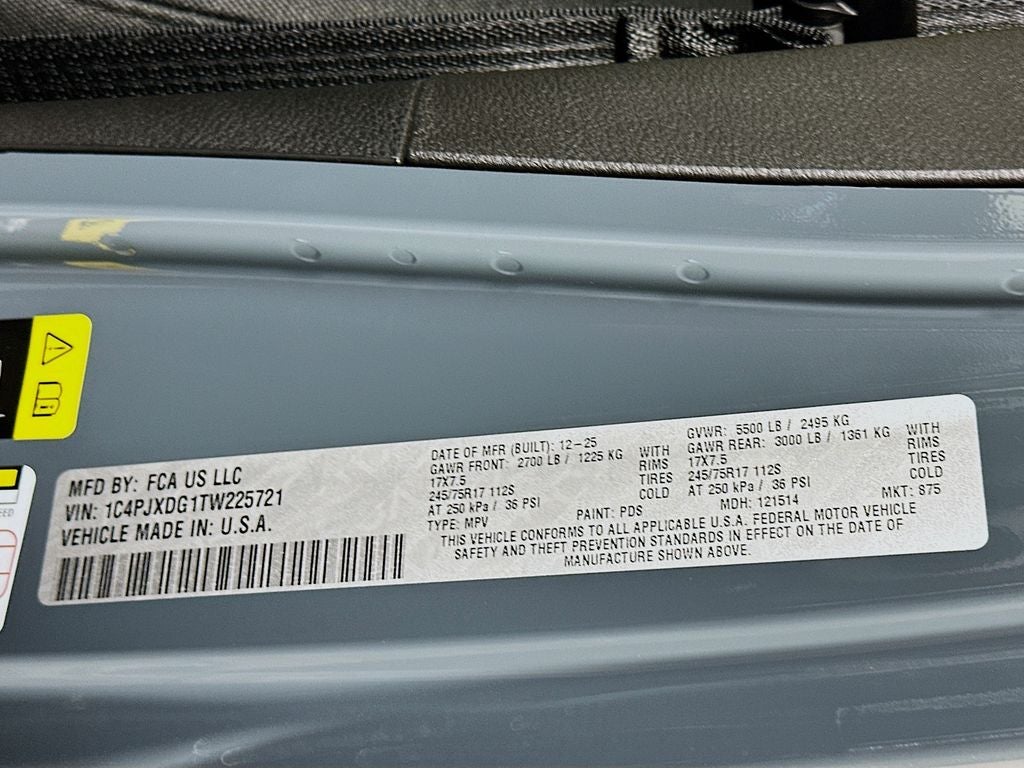 MFD BY: FCA US LLC
VIN: 1C4PJXDG1TW225721
VEHICLE MADE IN: U.S.A.
DATE OF MFR (BUILT): 12-25
GAWR FRONT: 2700 LB / 1225 KG WITH
17X7.5 RIMS
245/75R17 112S TIRES
AT 250 kPa / 36 PSI COLD
GVWR: 5500 LB / 2495 KG
GAWR REAR: 3000 LB / 1361 KG WITH
17X7.5 RIMS
245/75R17 112S TIRES
AT 250 kPa / 36 PSI COLD
TYPE: MPV PAINT: PDS MDH: 121514 MKT: 875
THIS VEHICLE CONFORMS TO ALL APPLICABLE U.S.A. FEDERAL MOTOR VEHICLE
SAFETY AND THEFT PREVENTION STANDARDS IN EFFECT ON THE DATE OF
MANUFACTURE SHOWN ABOVE.